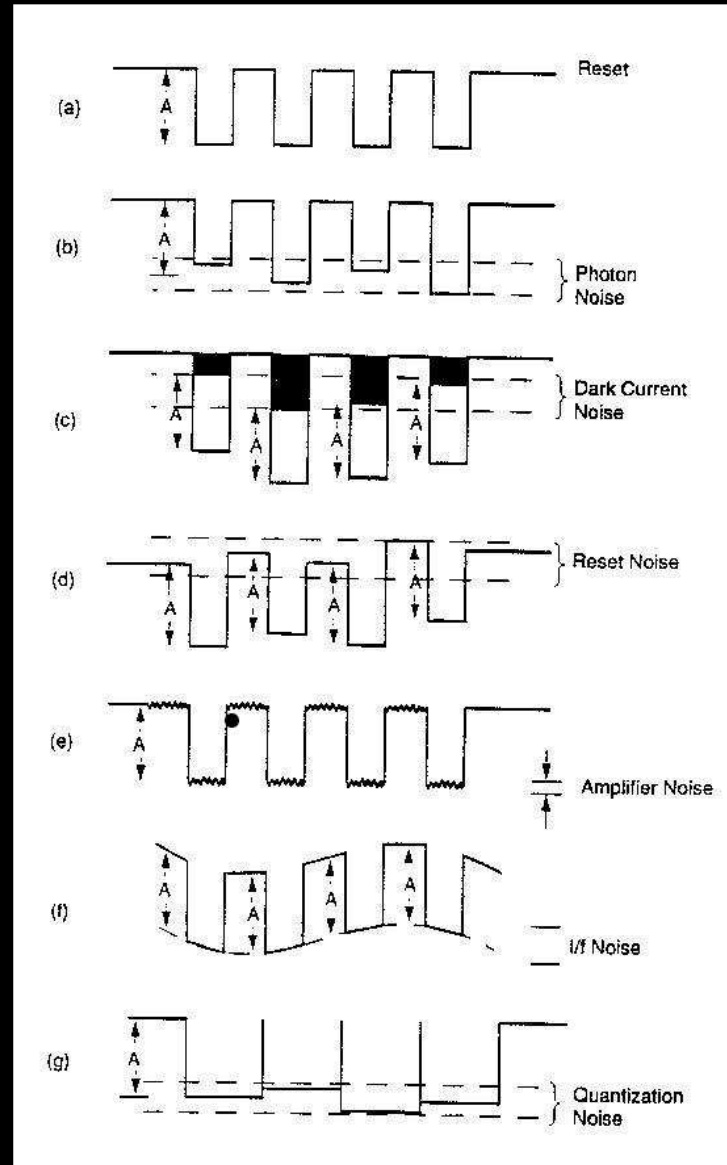 Reset
A
(a)
A
(b)
Photon
Noise
Dark Current
Noise
A
A
(c)
A
A
Reset Noise
A
A
A
A
(d)
(e)
A
Amplifier Noise
A
A
A
A
(f)
I/f Noise
A
(g)
Quantization
Noise